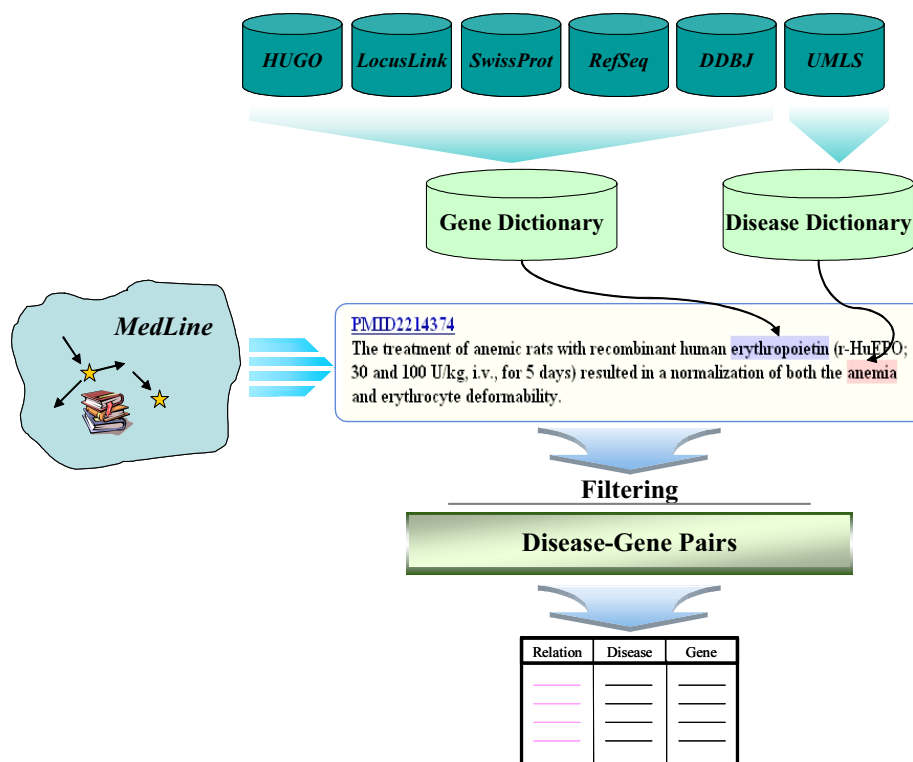 HUGO LocusLink SwissProt RefSeq DDBJ UMLS
Gene Dictionary
Disease Dictionary
MedLine
PMID2214374
The treatment of anemic rats with recombinant human erythropoietin (r-HuEPO;
30 and 100 U/kg, i.v., for 5 days) resulted in a normalization of both the anemia
and erythrocyte deformability.
Filtering
Disease-Gene Pairs
Relation Disease Gene